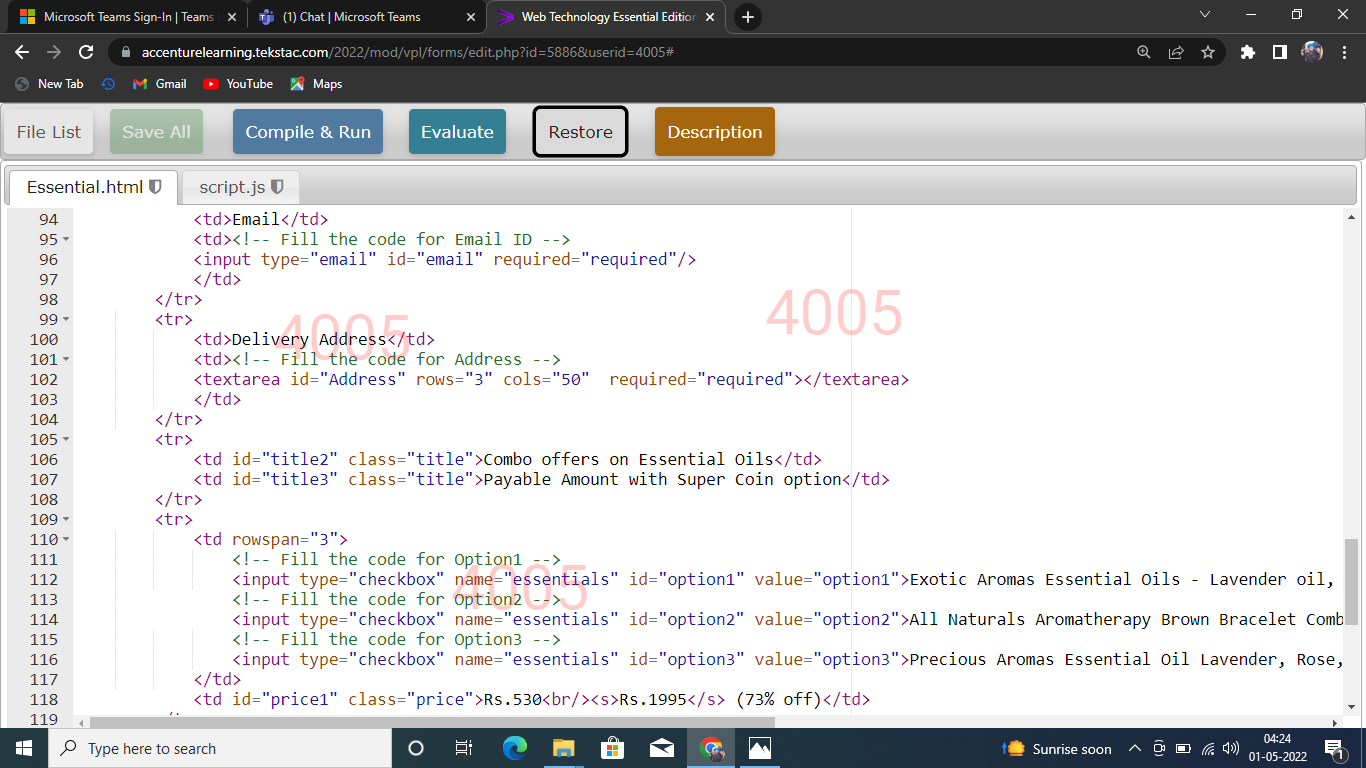 Microsoft Teams Sign-In | Teams
(1) Chat | Microsoft Teams
Web Technology Essential Edition
accenturelearning.tekstac.com/2022/mod/vpl/forms/edit.php?id=5886&userid=4005#
New Tab
Gmail
YouTube
Maps
File List
Save All
Compile & Run
Evaluate
Restore
Description
Essential.html
script.js
94 <td>Email</td>
95 <td><!-- Fill the code for Email ID -->
96 <input type="email" id="email" required="required"/>
97 </td>
98 </tr>
99 <tr>
100 <td>Delivery Address</td>
101 <td><!-- Fill the code for Address -->
102 <textarea id="Address" rows="3" cols="50"  required="required"></textarea>
103 </td>
104 </tr>
105 <tr>
106 <td id="title2" class="title">Combo offers on Essential Oils</td>
107 <td id="title3" class="title">Payable Amount with Super Coin option</td>
108 </tr>
109 <tr>
110 <td rowspan="3">
111 <!-- Fill the code for Option1 -->
112 <input type="checkbox" name="essentials" id="option1" value="option1">Exotic Aromas Essential Oils - Lavender oil,
113 <!-- Fill the code for Option2 -->
114 <input type="checkbox" name="essentials" id="option2" value="option2">All Naturals Aromatherapy Brown Bracelet Comb
115 <!-- Fill the code for Option3 -->
116 <input type="checkbox" name="essentials" id="option3" value="option3">Precious Aromas Essential Oil Lavender, Rose,
117 </td>
118 <td id="price1" class="price">Rs.530<br/><s>Rs.1995</s> (73% off)</td>
119
4005
4005
4005
Type here to search
Sunrise soon
04:24
01-05-2022
1